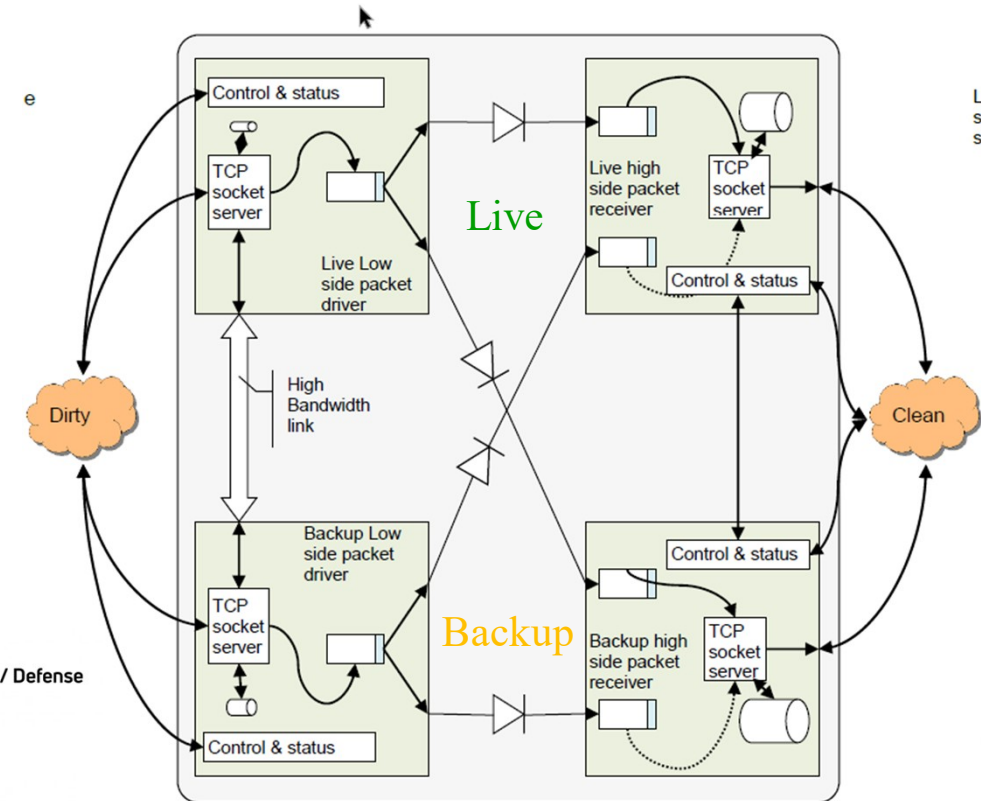 e
L
s
s
Control & status
TCP
socket
server
Live Low
side packet
driver
Live
Live high
side packet
receiver
TCP
socket
server
Control & status
High
Bandwidth
link
Dirty
Clean
Backup Low
side packet
driver
TCP
socket
server
Control & status
Backup
Control & status
Backup high
side packet
receiver
TCP
socket
server
/ Defense